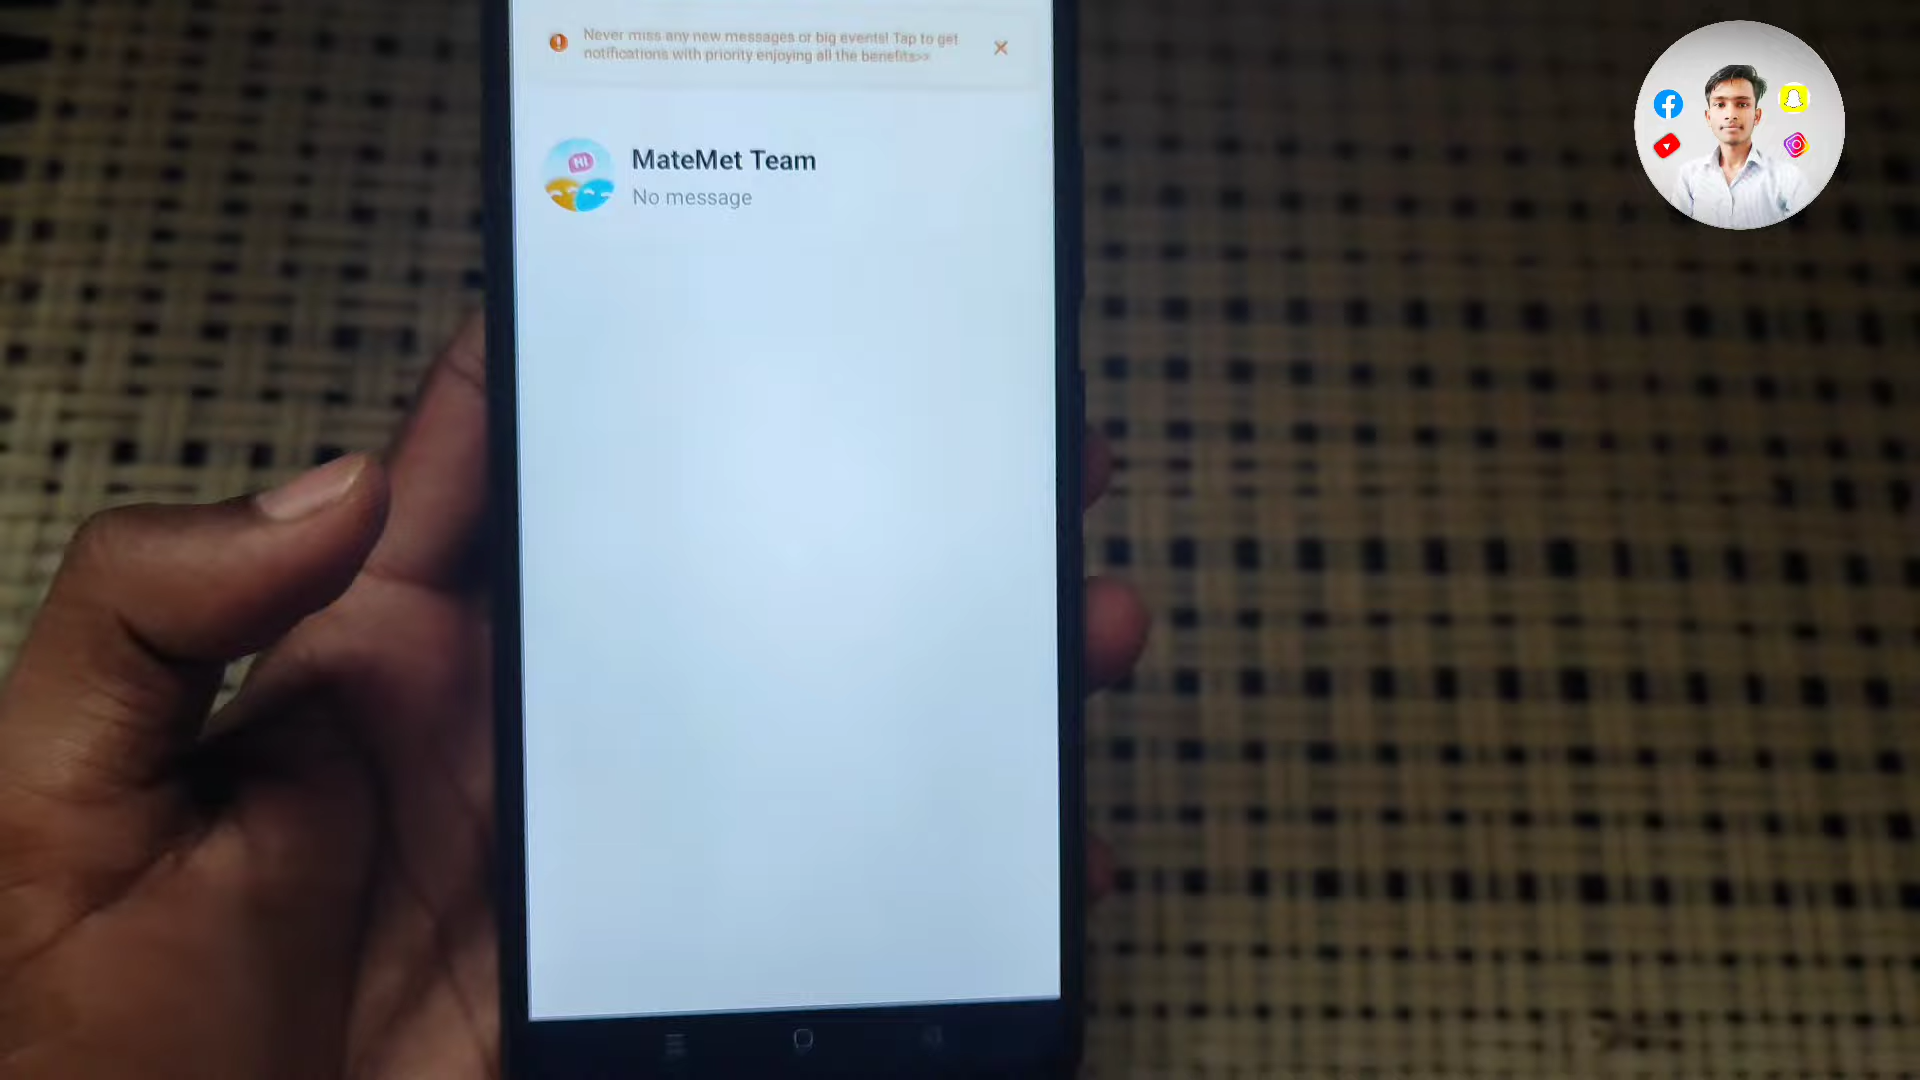 Never miss any new messages or big events! Tap to get
notifications with priority enjoying all the benefits>>
HI
MateMet Team
No message